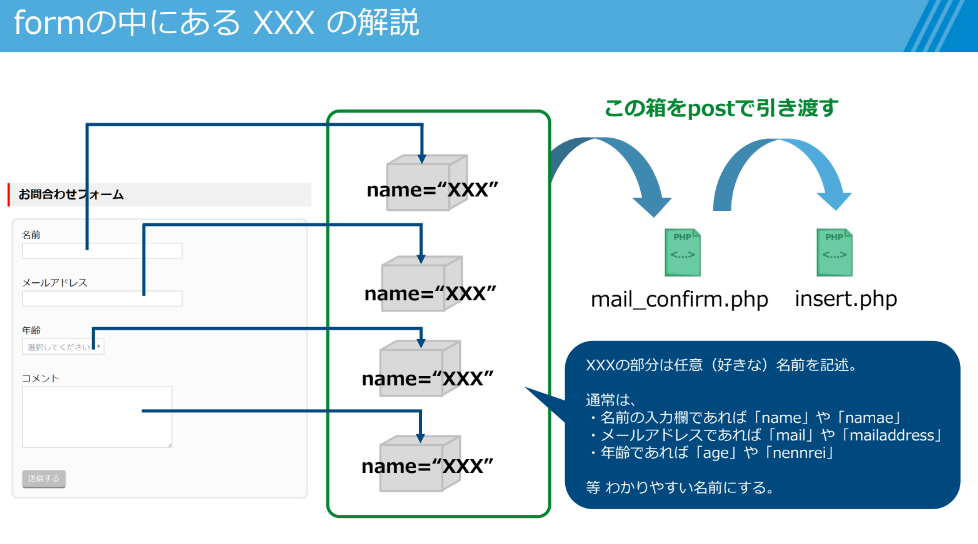 formの中にある XXX の解説
お問合わせフォーム
名前
メールアドレス
年齢
選択してください
コメント
送信する
name=“XXX”
name=“XXX”
name=“XXX”
name=“XXX”
この箱をpostで引き渡す
PHP
<...>
mail_confirm.php
PHP
<...>
insert.php
XXXの部分は任意（好きな）名前を記述。
通常は、
・名前の入力欄であれば「name」や「namae」
・メールアドレスであれば「mail」や「mailaddress」
・年齢であれば「age」や「nennrei」
等 わかりやすい名前にする。